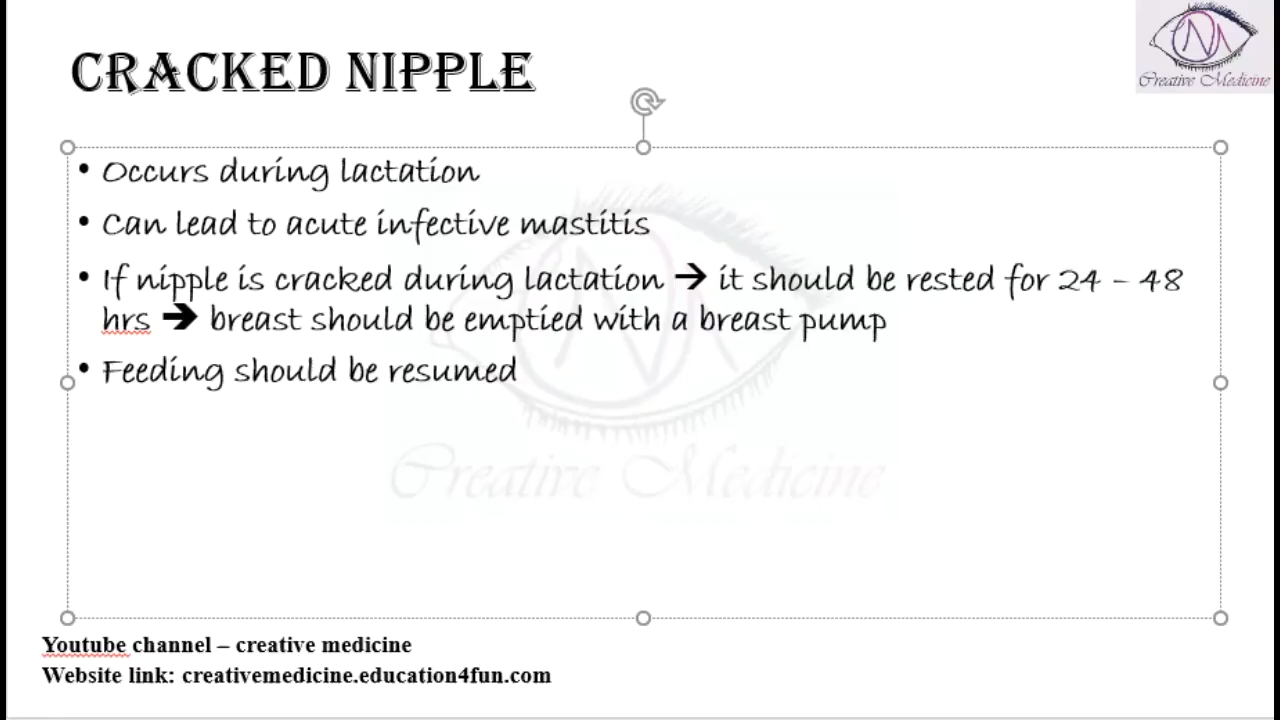 CRACKED NIPPLE
Creative Medicine
• Occurs during lactation
• Can lead to acute infective mastitis
• If nipple is cracked during lactation ➔ it should be rested for 24 – 48
hrs ➔ breast should be emptied with a breast pump
• Feeding should be resumed
Creative Medicine
Youtube channel – creative medicine
Website link: creativemedicine.education4fun.com